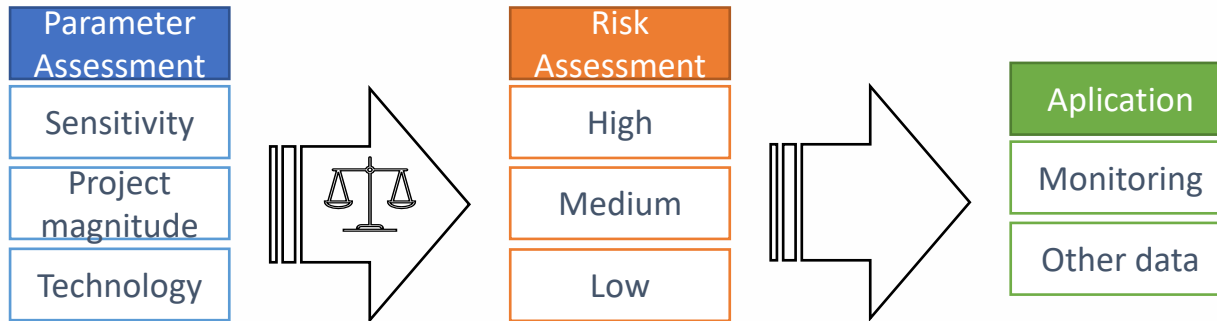 Parameter
Assessment
Sensitivity
Project
magnitude
Technology
Risk
Assessment
High
Medium
Low
Aplication
Monitoring
Other data